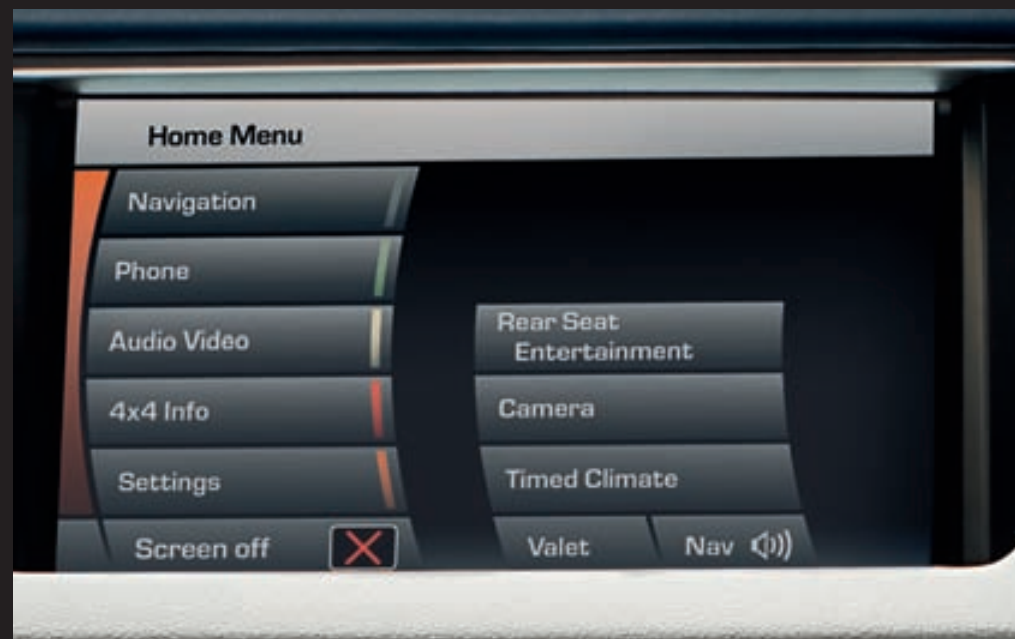 Home Menu
Navigation
Phone
Audio Video
4x4 Info
Settings
Screen off
Rear Seat
Entertainment
Camera
Timed Climate
Valet
Nav